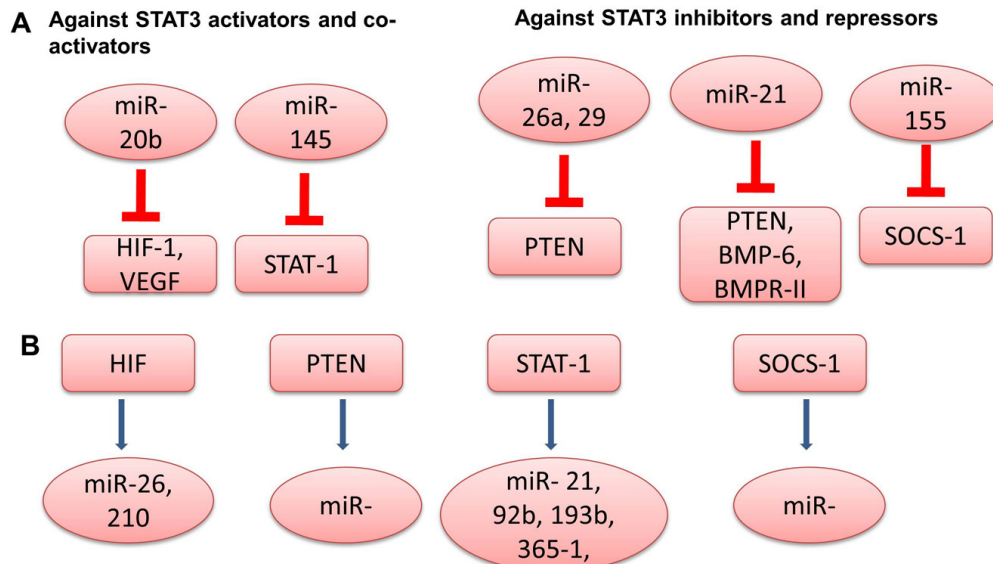 A
Against STAT3 activators and co-
activators
Against STAT3 inhibitors and repressors
miR-
20b
miR-
145
miR-
26a, 29
miR-21
miR-
155
HIF-1,
VEGF
STAT-1
PTEN
PTEN,
BMP-6,
BMPR-II
SOCS-1
B
HIF
PTEN
STAT-1
SOCS-1
miR-26,
210
miR-
miR- 21,
92b, 193b,
365-1,
miR-